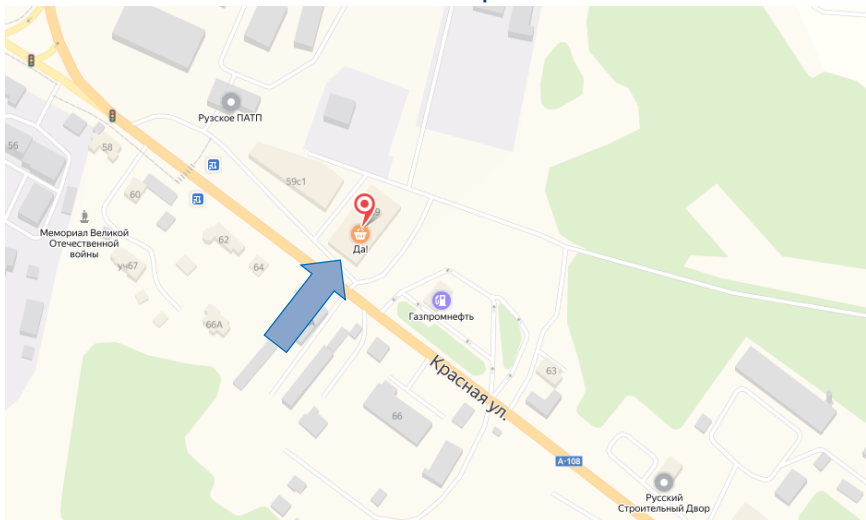 Рузское ПАТП
56
58
59с1
60
9
Да!
Мемориал Великой
Отечественной
войны
62
уч67
64
66А
Газпромнефть
Красная ул.
63
66
А-108
Русский
Строительный Двор